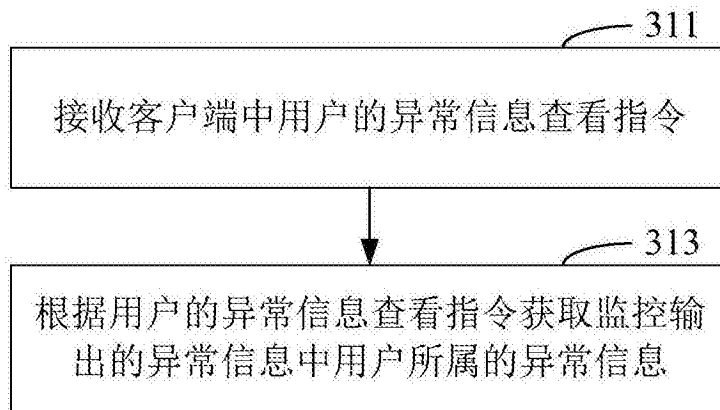 311
接收客户端中用户的异常信息查看指令
313
根据用户的异常信息查看指令获取监控输
出的异常信息中用户所属的异常信息